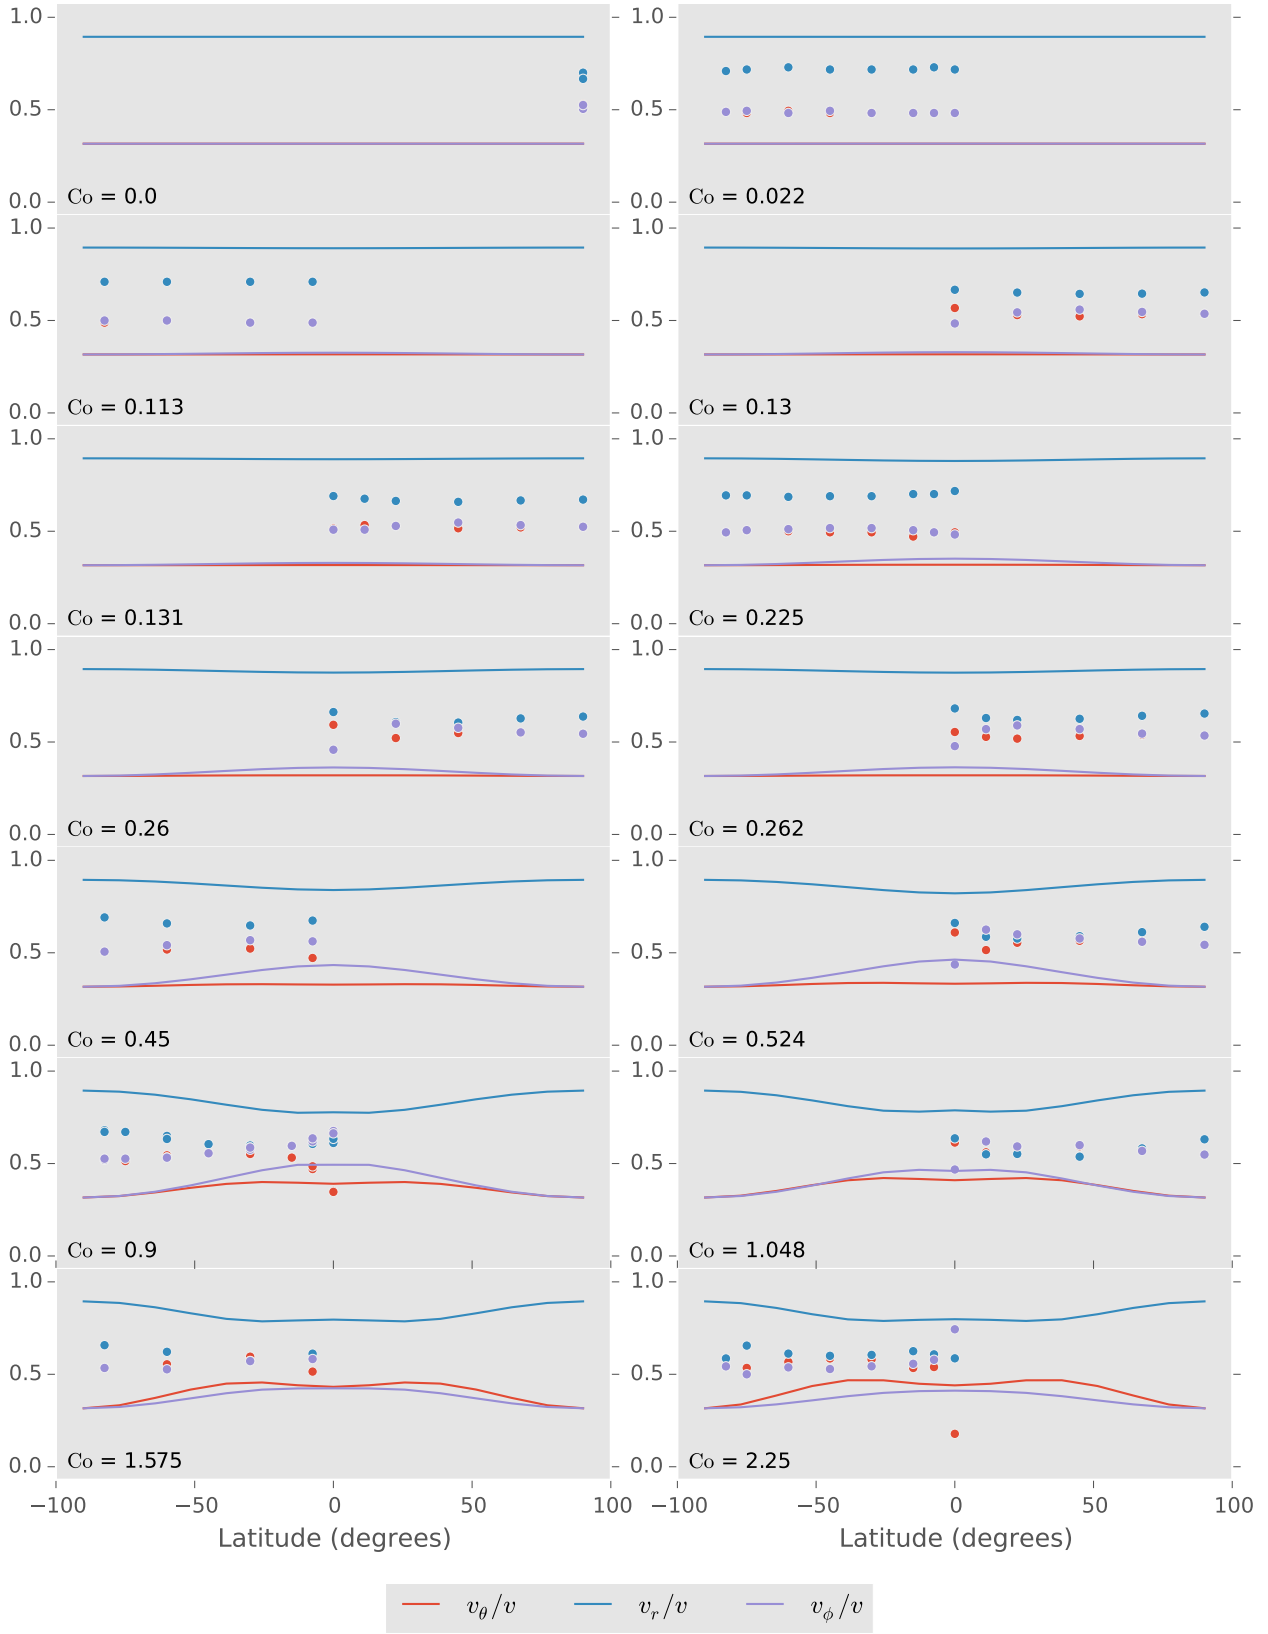 1.0 1.0
0.5 0.5
Co = 0.0 Co = 0.022
0.0 0.0
1.0 1.0
0.5 0.5
Co = 0.113 Co = 0.13
0.0 0.0
1.0 1.0
0.5 0.5
Co = 0.131 Co = 0.225
0.0 0.0
1.0 1.0
0.5 0.5
Co = 0.26 Co = 0.262
0.0 0.0
1.0 1.0
0.5 0.5
Co = 0.45 Co = 0.524
0.0 0.0
1.0 1.0
0.5 0.5
Co = 0.9 Co = 1.048
0.0 0.0
1.0 1.0
0.5 0.5
Co = 1.575 Co = 2.25
0.0 0.0
−100 −50 0 50 100 −100 −50 0 50 100
Latitude (degrees) Latitude (degrees)
v_θ/v v_r/v v_ϕ/v